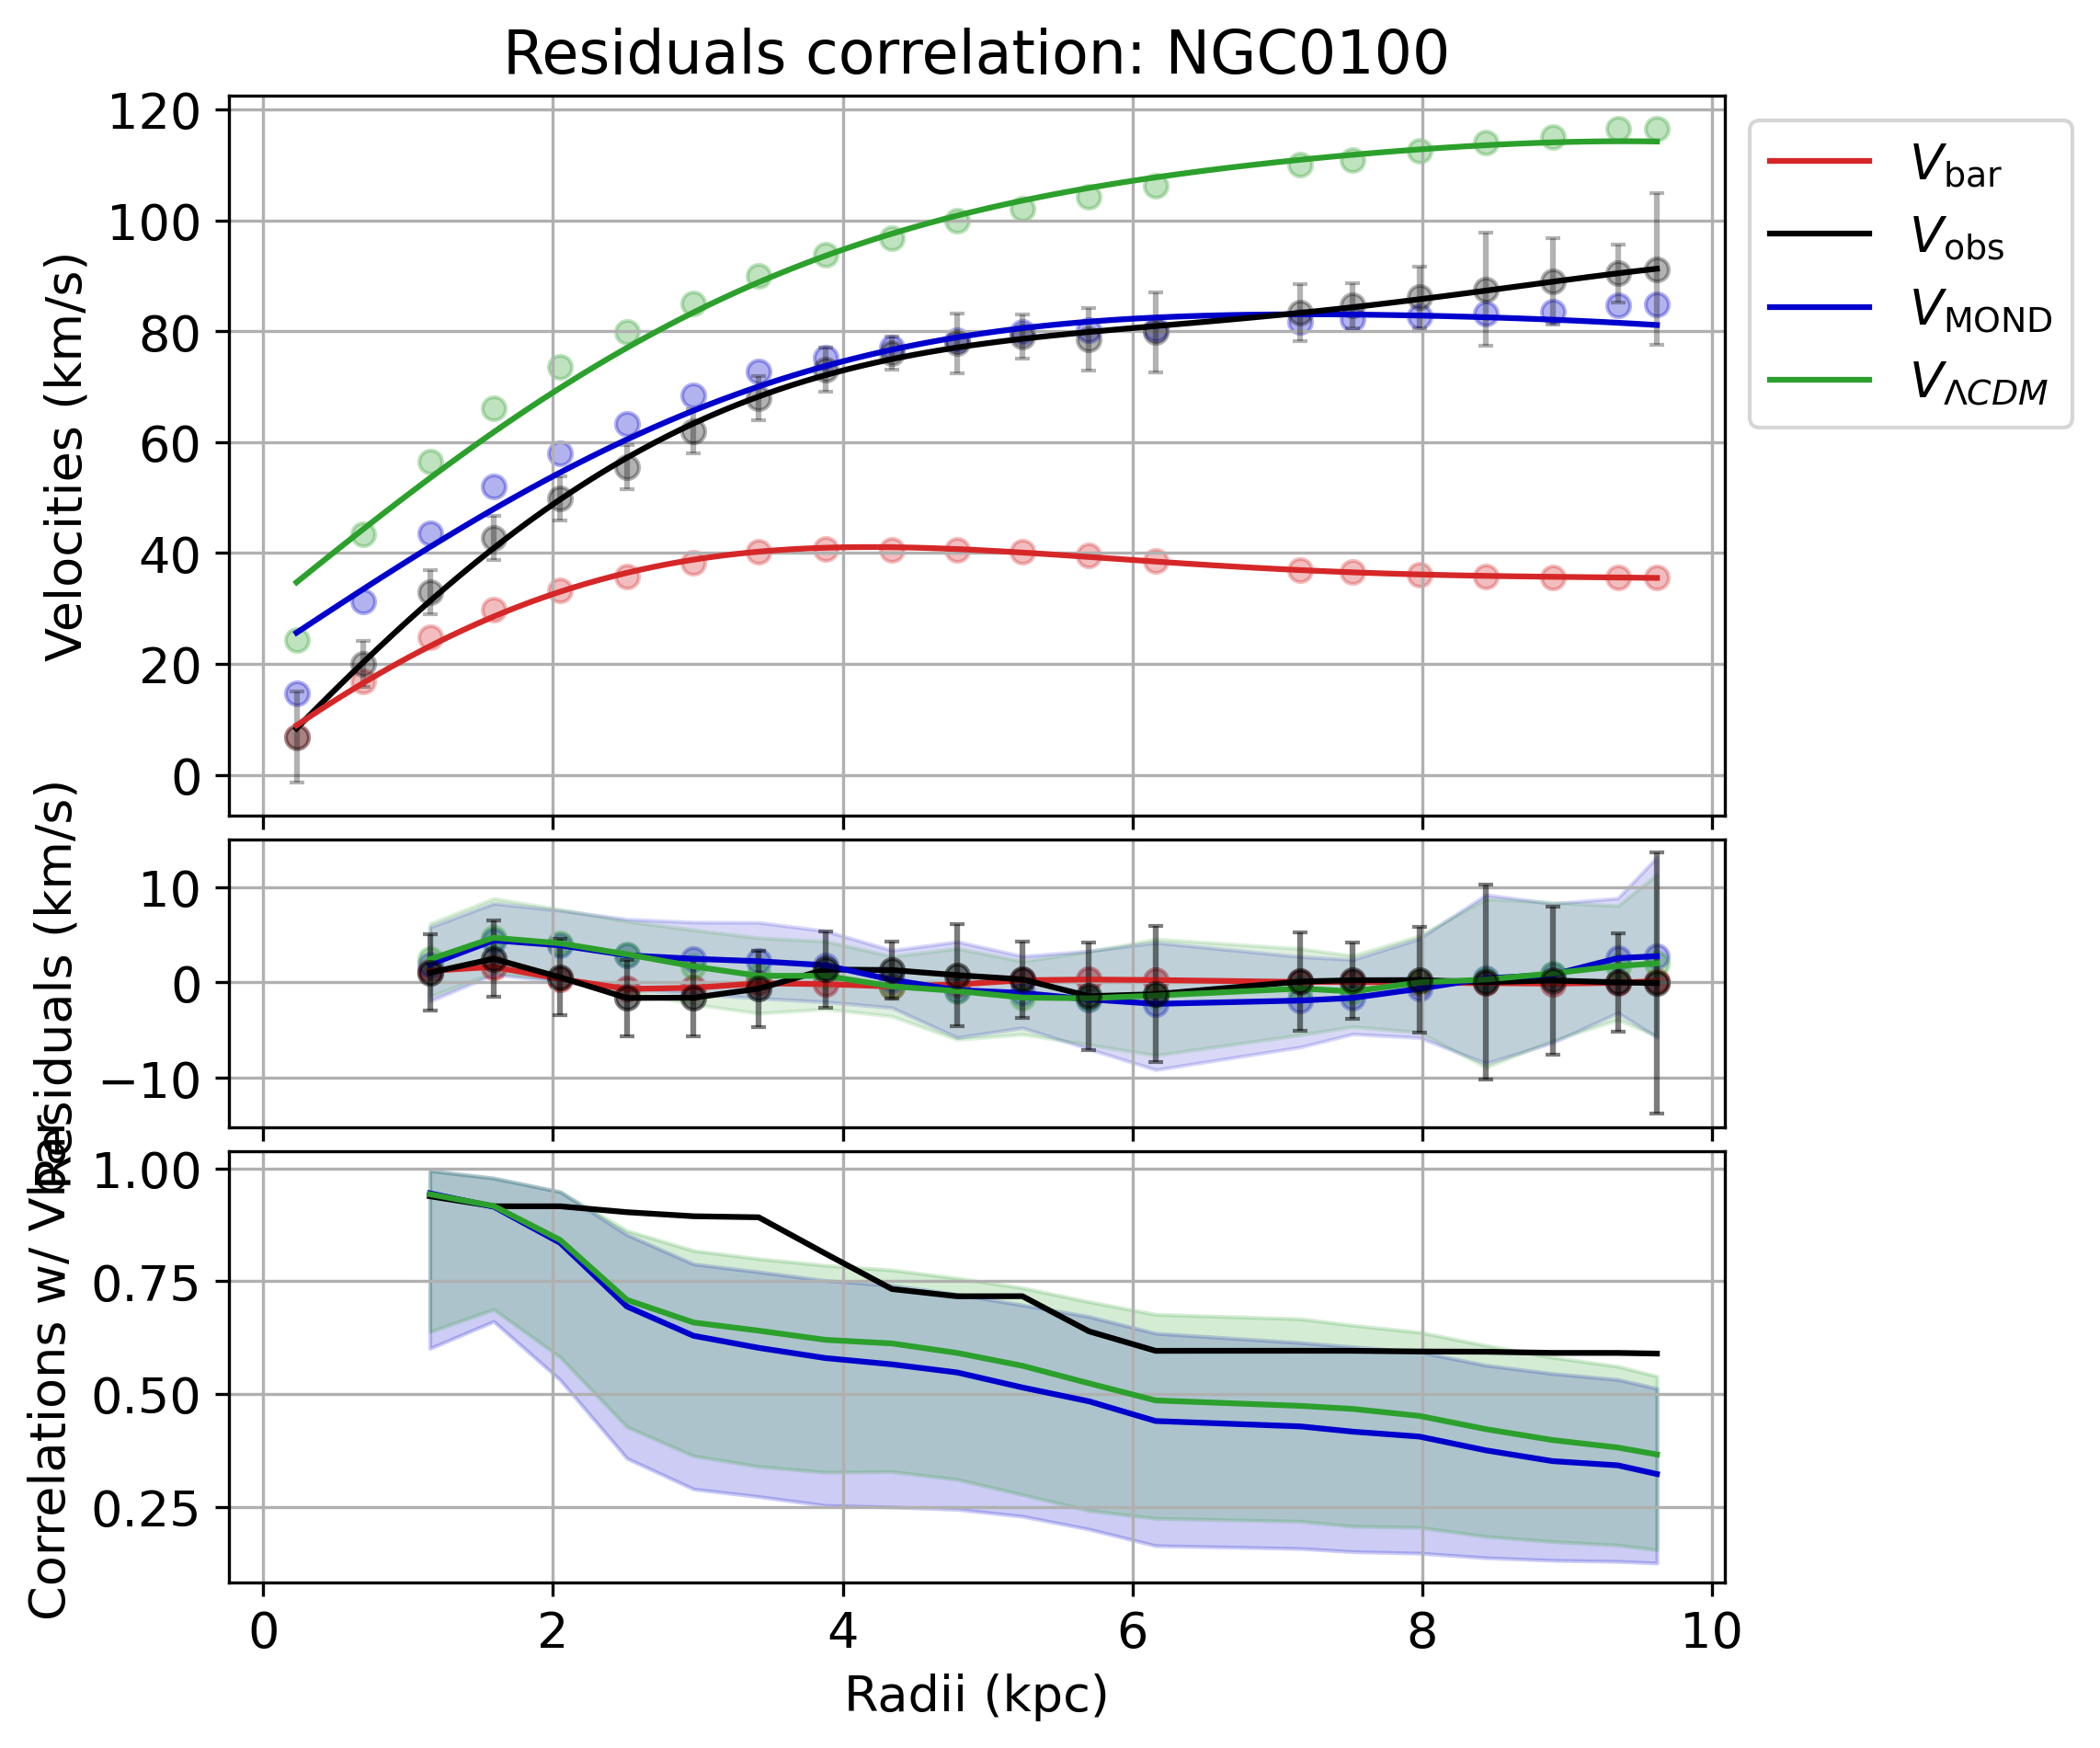 Residuals correlation: NGC0100
120
100
80
60
40
20
0
Velocities (km/s)
V_bar
V_obs
V_MOND
V_ΛCDM
10
0
−10
Residuals (km/s)
1.00
0.75
0.50
0.25
Correlations w/ Vbar
0 2 4 6 8 10
Radii (kpc)